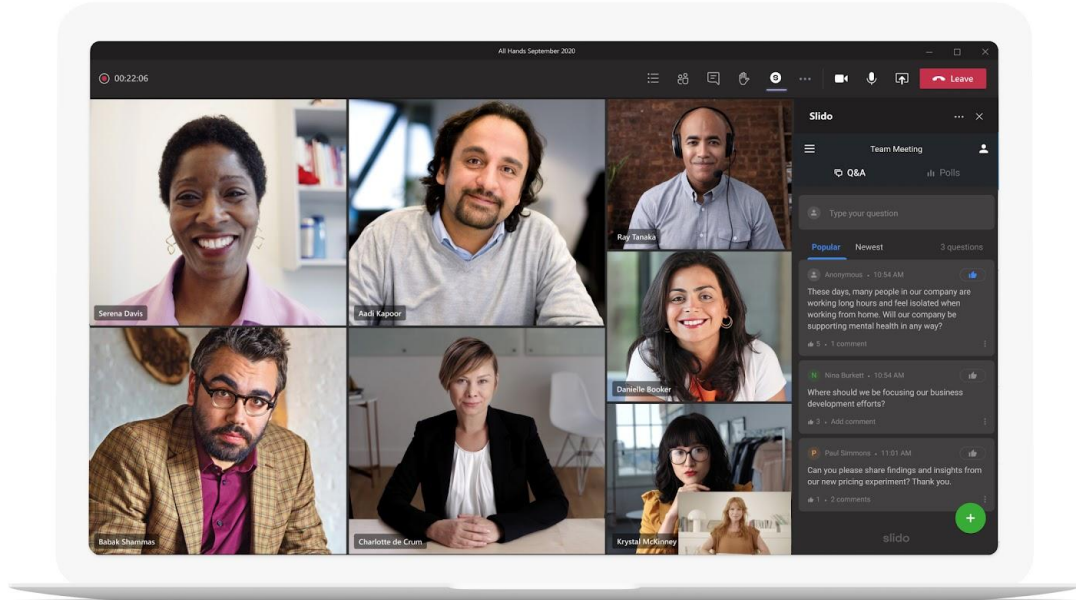 All Hands September 2020
00:22:06
S
Leave
Serena Davis
Aadi Kapoor
Ray Tanaka
Danielle Booker
Babak Shammas
Charlotte de Crum
Krystal McKinney
Slido
Team Meeting
Q&A
Polls
Type your question
Popular Newest 3 questions
Anonymous • 10:54 AM
These days, many people in our company are
working long hours and feel isolated when
working from home. Will our company be
supporting mental health in any way?
5 • 1 comment
N Nina Burkett • 10:54 AM
Where should we be focusing our business
development efforts?
3 • Add comment
P Paul Simmons • 11:01 AM
Can you please share findings and insights from
our new pricing experiment? Thank you.
1 • 2 comments
slido